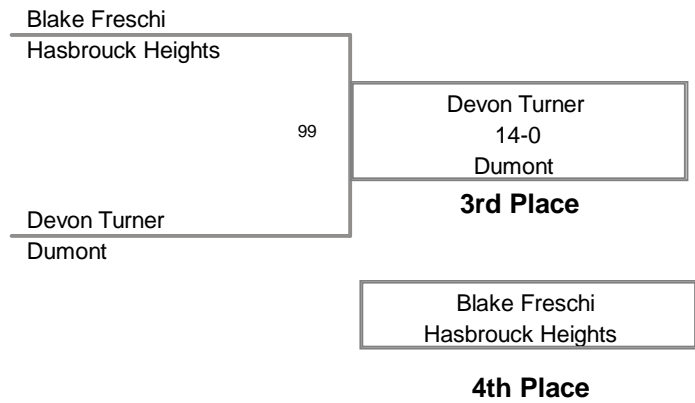 Blake Freschi
Hasbrouck Heights
99
Devon Turner
14-0
Dumont
3rd Place
Devon Turner
Dumont
Blake Freschi
Hasbrouck Heights
4th Place